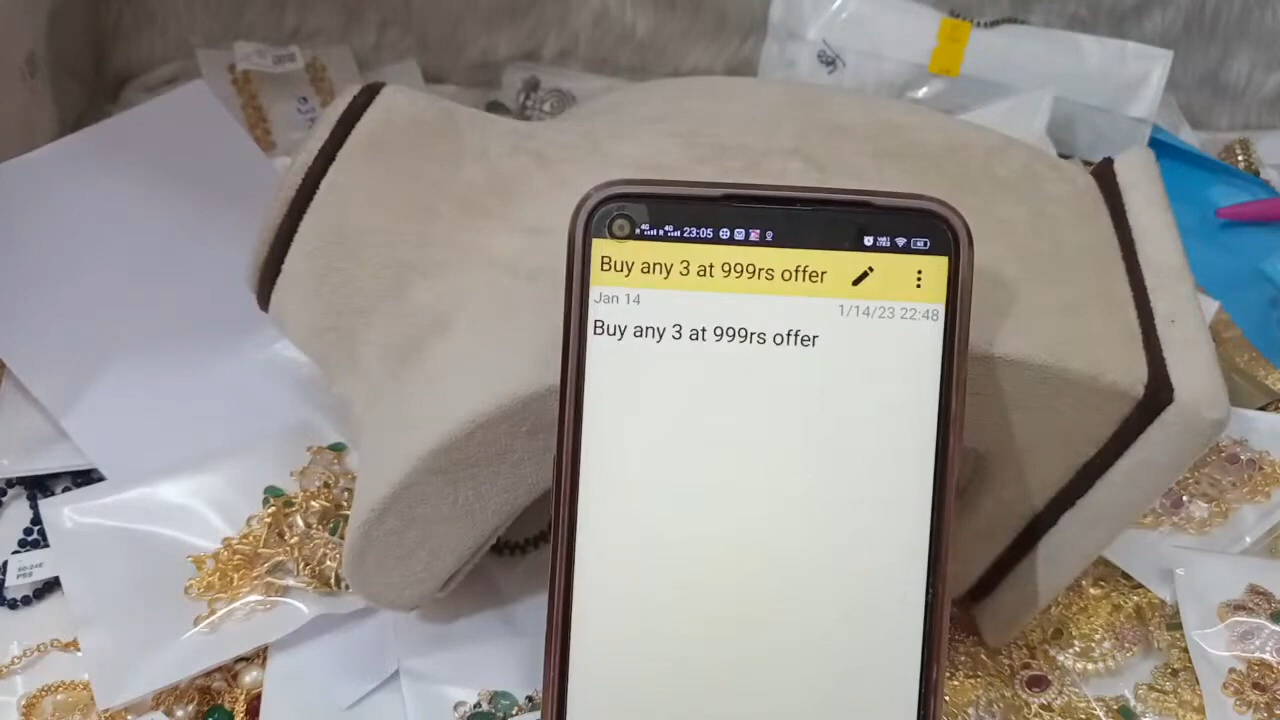 23:05
Buy any 3 at 999rs offer
Jan 14
1/14/23 22:48
Buy any 3 at 999rs offer